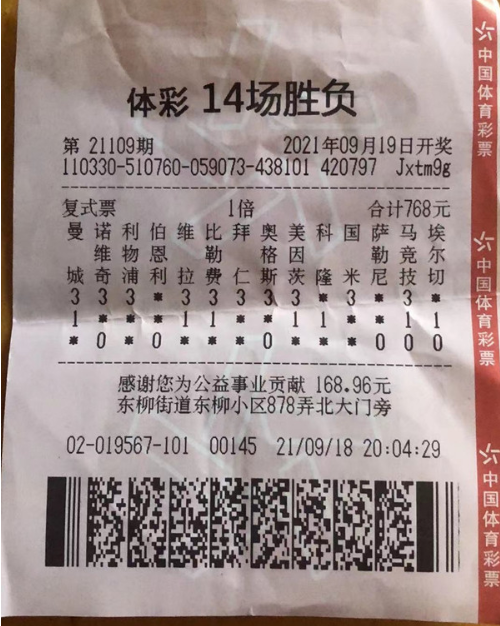 体彩 14场胜负
第 21109期 2021年09月19日开奖
110330-510760-059073-438101 420797 Jxtm9g
复式票 1倍 合计768元
曼 诺 利 伯 维 比 拜 奥 美 科 国 萨 马 埃
维 物 恩 勒 格 因 勒 竞 尔
城 奇 浦 利 拉 费 仁 斯 茨 隆 米 尼 技 切
3 3 3 * 3 3 3 3 3 * 3 * 3 *
1 * * * 1 1 * * 1 1 * * 1 1
* 0 * 0 * * * 0 * * * 0 0 0
感谢您为公益事业贡献 168.96元
东柳街道东柳小区878弄北大门旁
02-019567-101 00145 21/09/18 20:04:29
中国体育彩票
中国体育彩票
中国体育彩票